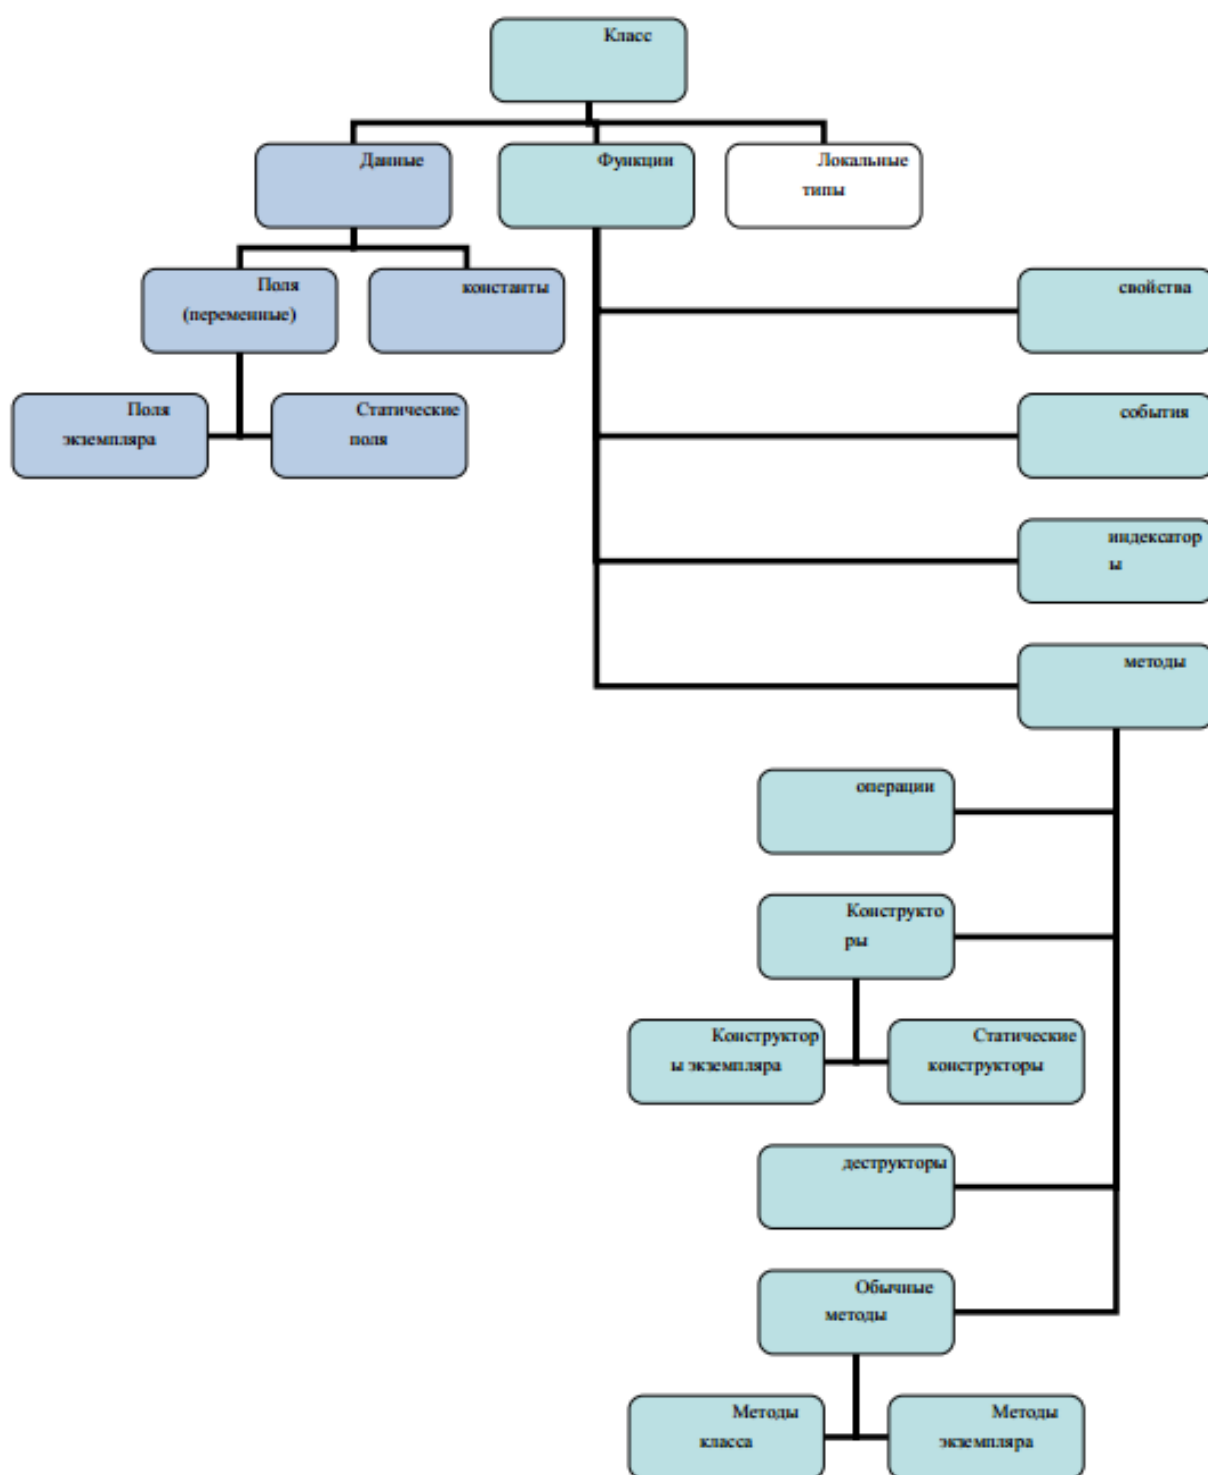 Класс
Данные
Функции
Локальные
типы
Поля
(переменные)
константы
свойства
Поля
экземпляра
Статические
поля
события
индексатор
ы
методы
операции
Конструкто
ры
Конструктор
ы экземпляра
Статические
конструкторы
деструкторы
Обычные
методы
Методы
класса
Методы
экземпляра